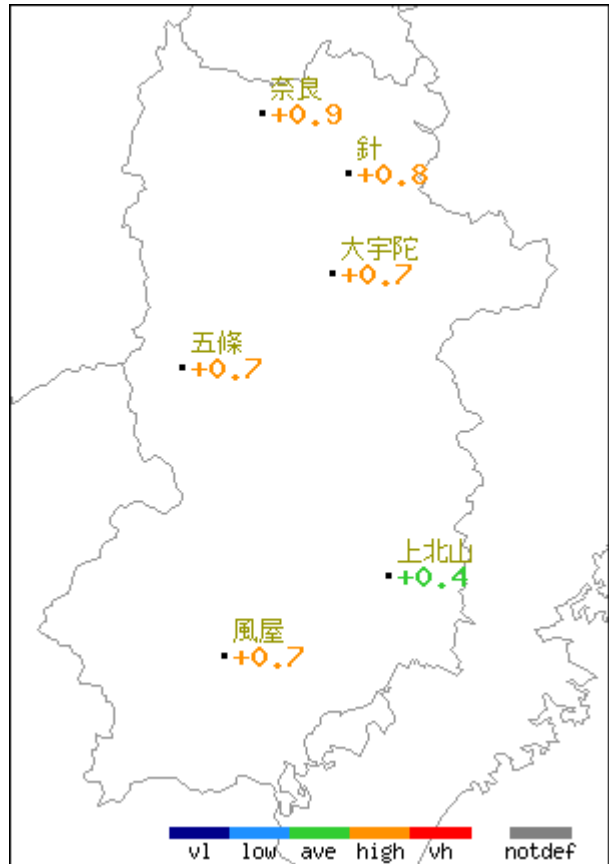 奈良
+0.9
針
+0.8
大宇陀
+0.7
五條
+0.7
上北山
+0.4
風屋
+0.7
vl low ave high vh notdef